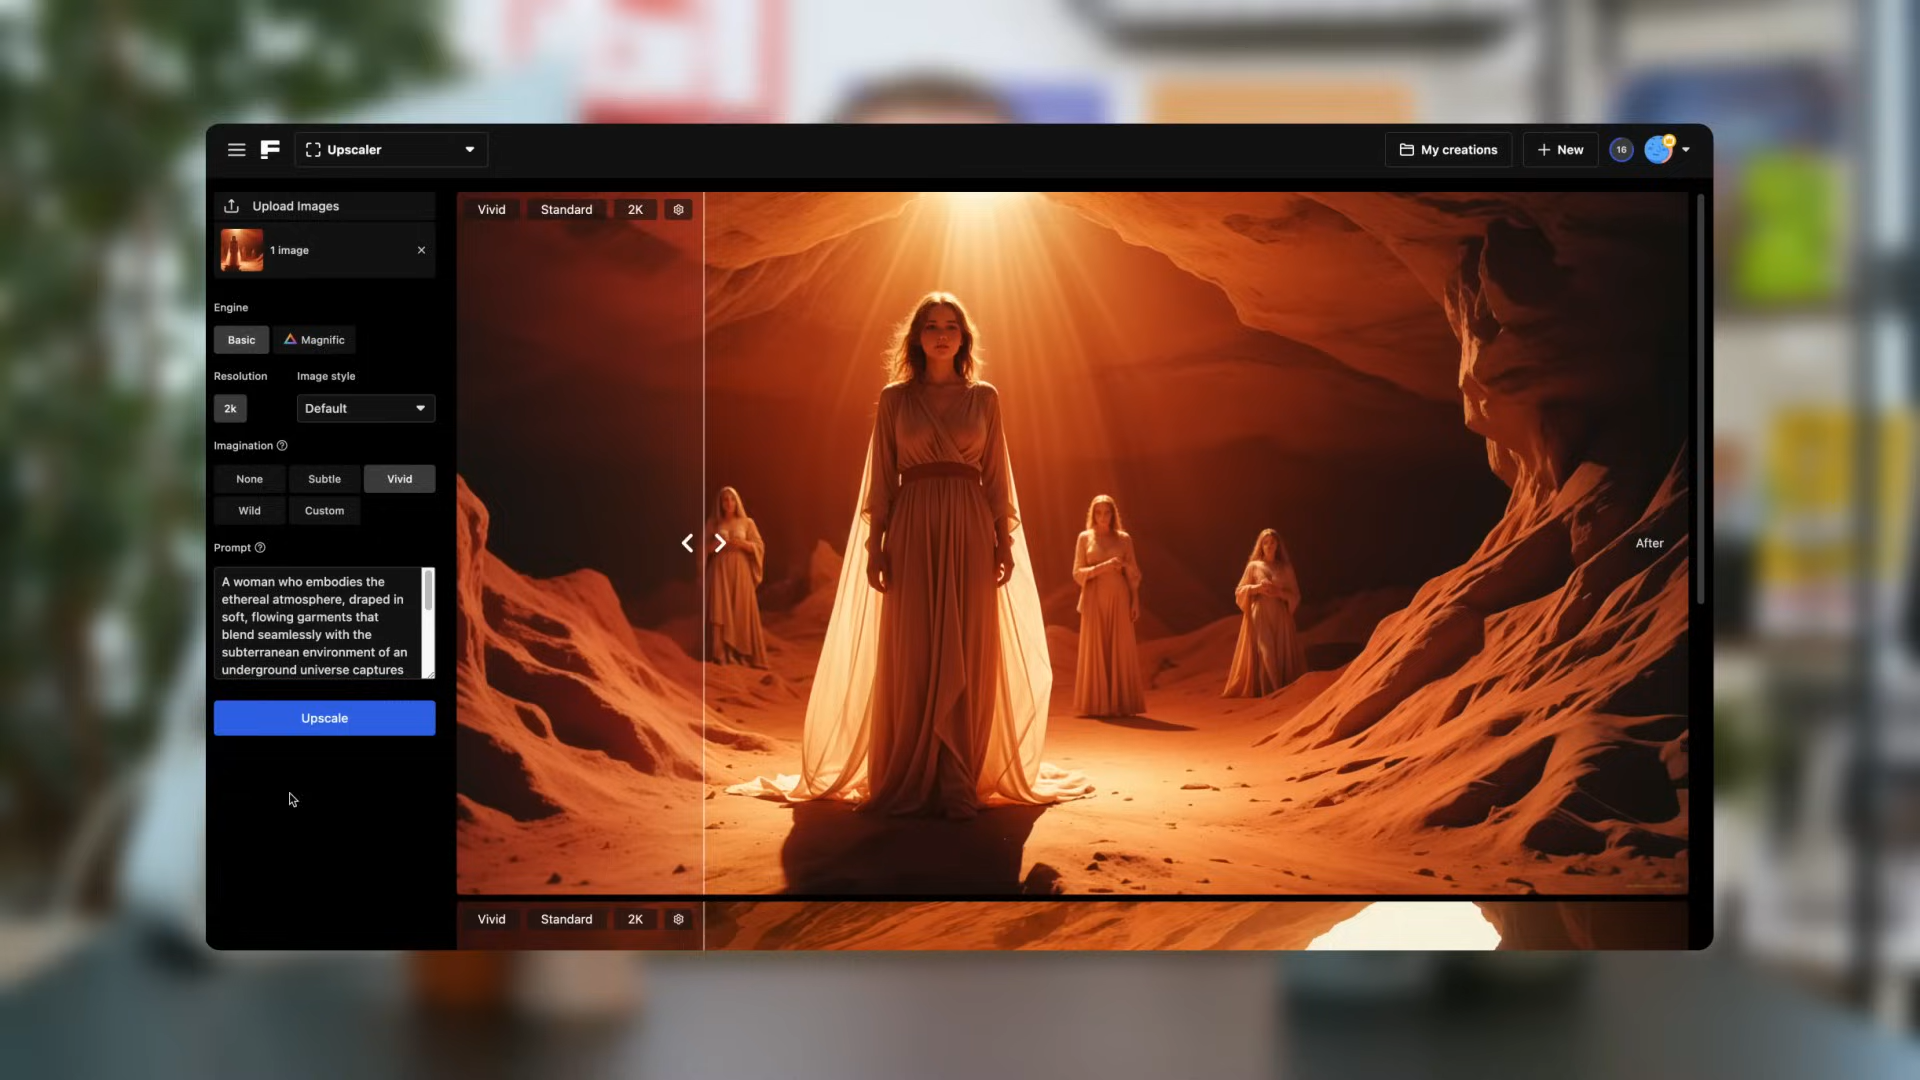 Upscaler
My creations
New
16
Upload Images
1 image
Engine
Basic
Magnific
Resolution
Image style
2k
Default
Imagination
None
Subtle
Vivid
Wild
Custom
Prompt
A woman who embodies the
ethereal atmosphere, draped in
soft, flowing garments that
blend seamlessly with the
subterranean environment of an
underground universe captures
Upscale
Vivid
Standard
2K
After
Vivid
Standard
2K